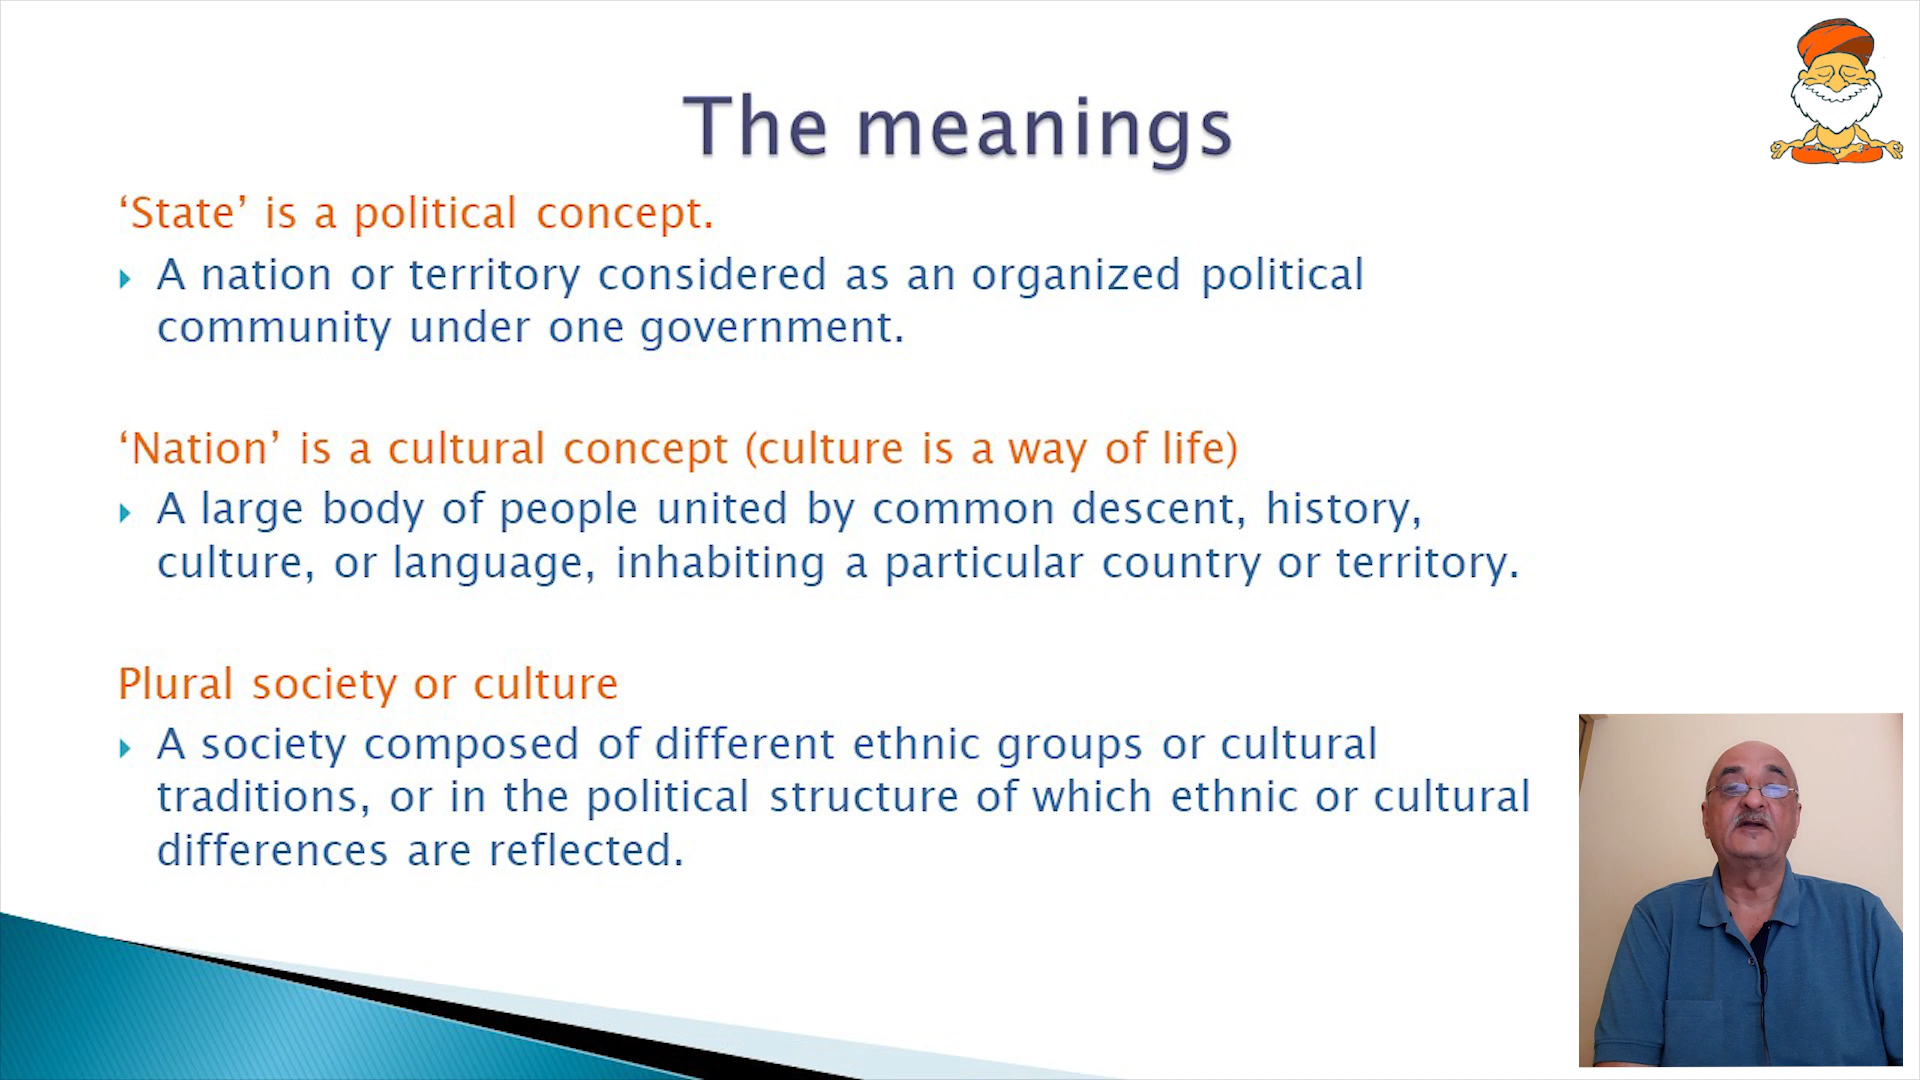 The meanings
‘State’ is a political concept.
A nation or territory considered as an organized political
community under one government.
‘Nation’ is a cultural concept (culture is a way of life)
A large body of people united by common descent, history,
culture, or language, inhabiting a particular country or territory.
Plural society or culture
A society composed of different ethnic groups or cultural
traditions, or in the political structure of which ethnic or cultural
differences are reflected.